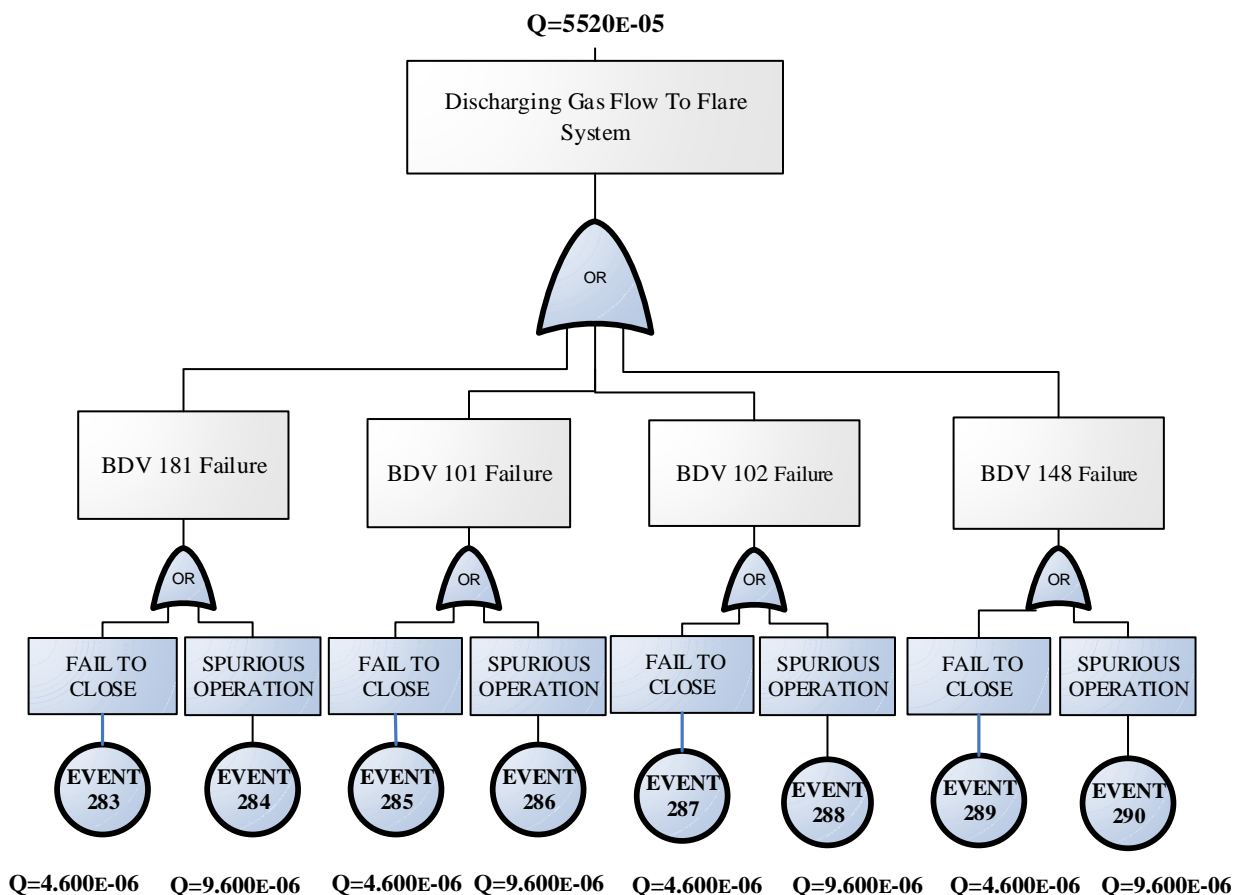 Q=5520E-05
Discharging Gas Flow To Flare
System
OR
BDV 181 Failure
BDV 101 Failure
BDV 102 Failure
BDV 148 Failure
OR
OR
OR
OR
FAIL TO
CLOSE
SPURIOUS
OPERATION
FAIL TO
CLOSE
SPURIOUS
OPERATION
FAIL TO
CLOSE
SPURIOUS
OPERATION
FAIL TO
CLOSE
SPURIOUS
OPERATION
EVENT
283
EVENT
284
EVENT
285
EVENT
286
EVENT
287
EVENT
288
EVENT
289
EVENT
290
Q=4.600E-06
Q=9.600E-06
Q=4.600E-06
Q=9.600E-06
Q=4.600E-06
Q=9.600E-06
Q=4.600E-06
Q=9.600E-06